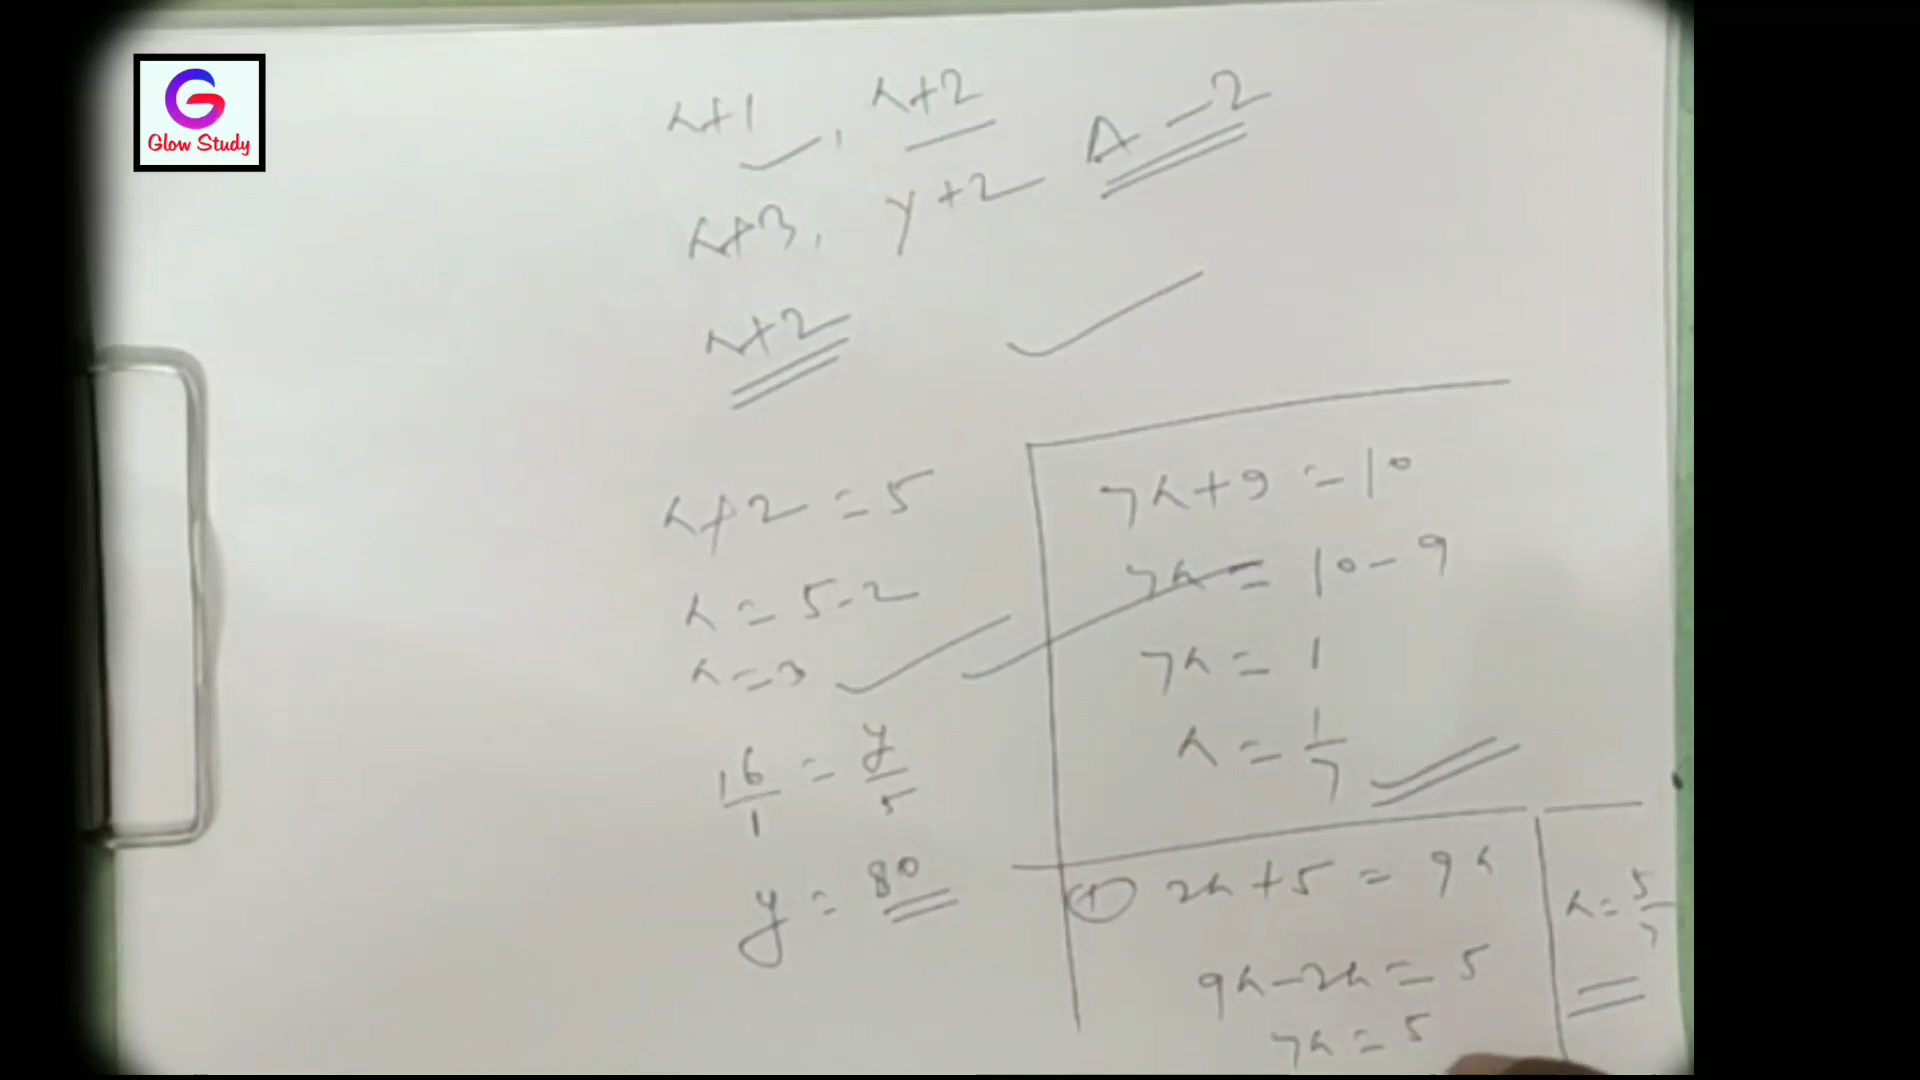 G
Glow Study
x+1, x+2
x+3, y+2
A-2
x+2
x+2=5
x=5-2
x=3
16/1 = y/5
y=80
7x+9=10
7x=10-9
7x=1
x=1/7
+ 2x+5=9x
9x-2x=5
7x=5
x=5/7